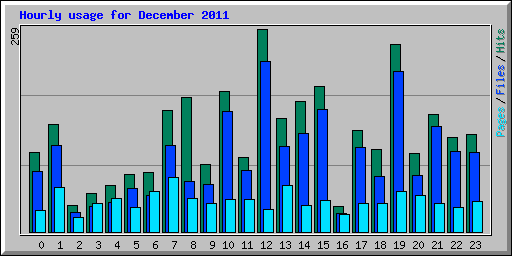 Hourly usage for December 2011
259
Pages/Files/Hits
0 1 2 3 4 5 6 7 8 9 10 11 12 13 14 15 16 17 18 19 20 21 22 23